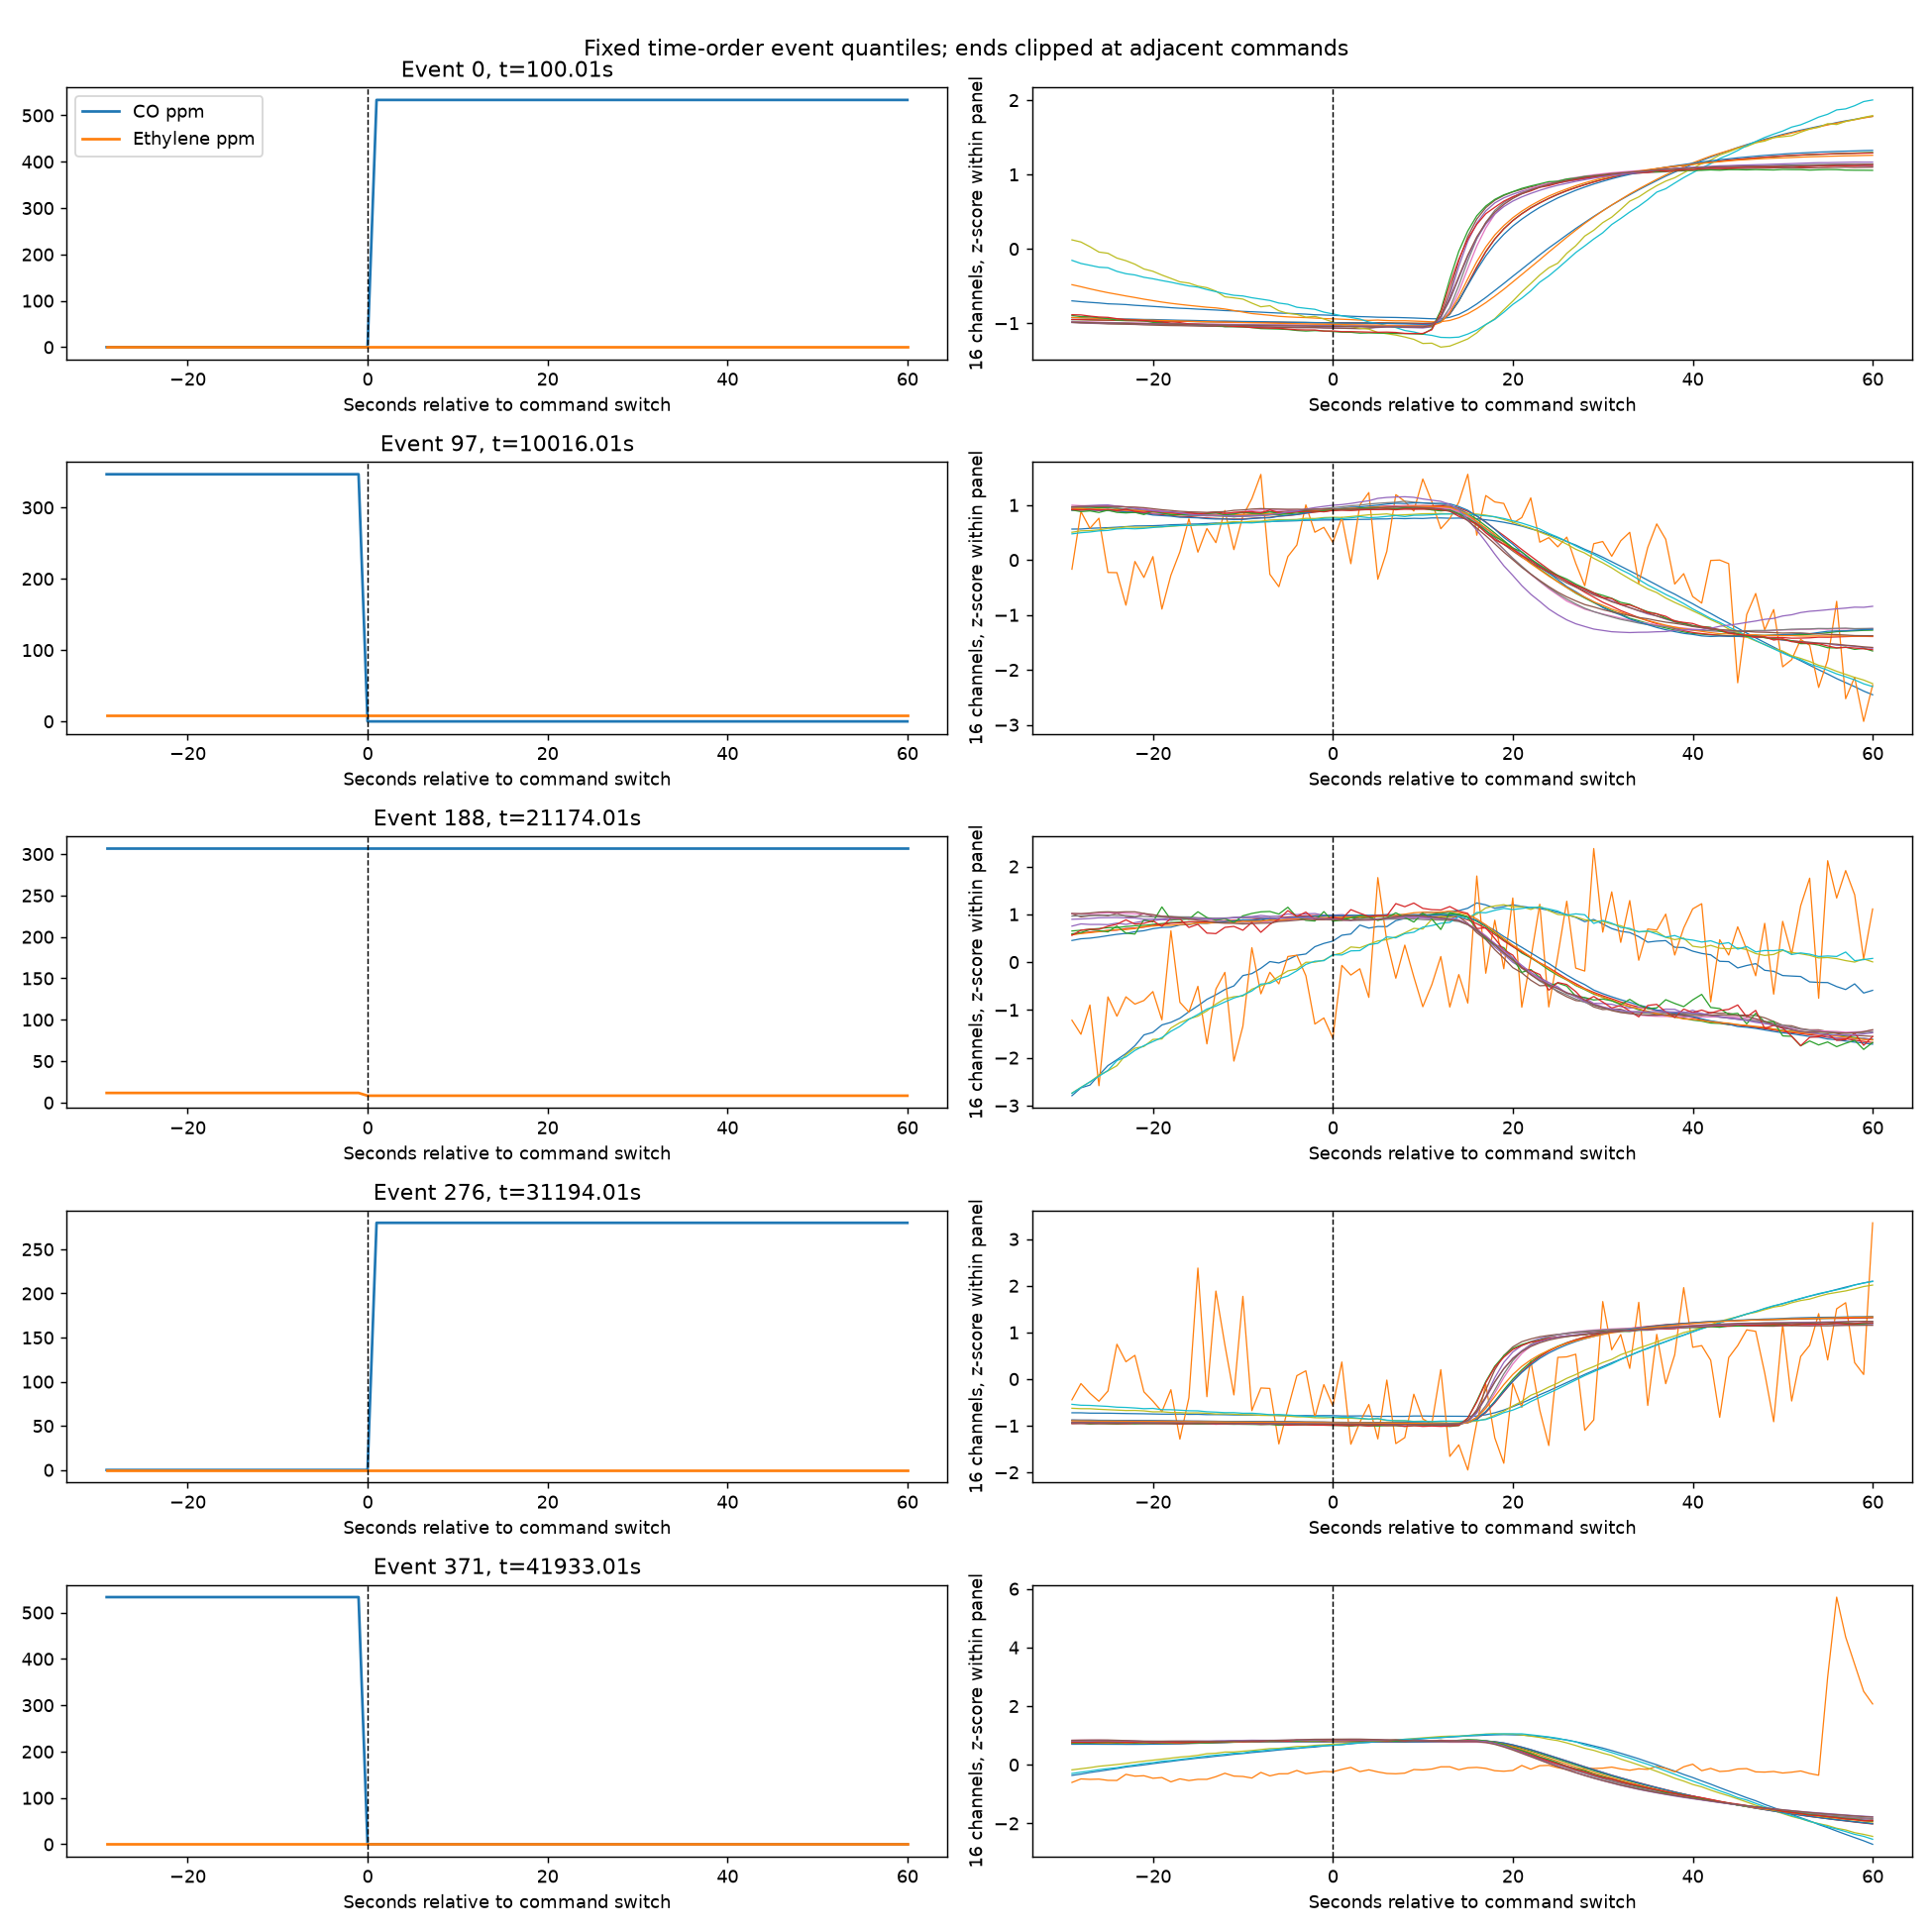 Fixed time-order event quantiles; ends clipped at adjacent commands
Event 0, t=100.01s
CO ppm
Ethylene ppm
500
400
300
200
100
0
−20 0 20 40 60
Seconds relative to command switch
16 channels, z-score within panel
2
1
0
−1
−20 0 20 40 60
Seconds relative to command switch
Event 97, t=10016.01s
300
200
100
0
−20 0 20 40 60
Seconds relative to command switch
16 channels, z-score within panel
1
0
−1
−2
−3
−20 0 20 40 60
Seconds relative to command switch
Event 188, t=21174.01s
300
250
200
150
100
50
0
−20 0 20 40 60
Seconds relative to command switch
16 channels, z-score within panel
2
1
0
−1
−2
−3
−20 0 20 40 60
Seconds relative to command switch
Event 276, t=31194.01s
250
200
150
100
50
0
−20 0 20 40 60
Seconds relative to command switch
16 channels, z-score within panel
3
2
1
0
−1
−2
−20 0 20 40 60
Seconds relative to command switch
Event 371, t=41933.01s
500
400
300
200
100
0
−20 0 20 40 60
Seconds relative to command switch
16 channels, z-score within panel
6
4
2
0
−2
−20 0 20 40 60
Seconds relative to command switch